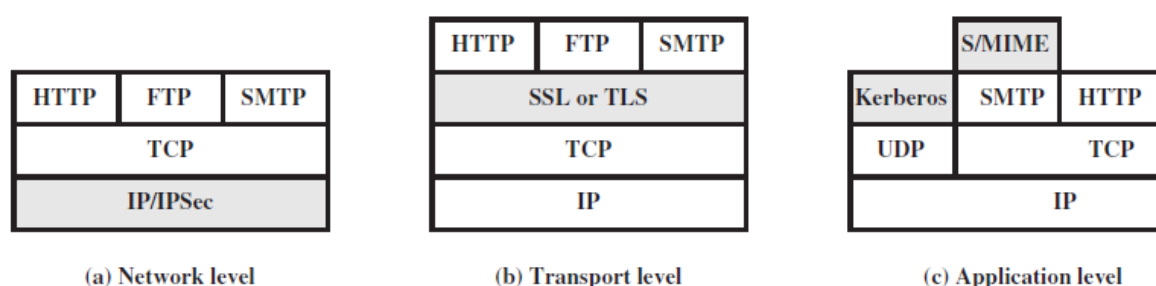 HTTP FTP SMTP
TCP
IP/IPSec
(a) Network level
HTTP FTP SMTP
SSL or TLS
TCP
IP
(b) Transport level
S/MIME
Kerberos SMTP HTTP
UDP TCP
IP
(c) Application level